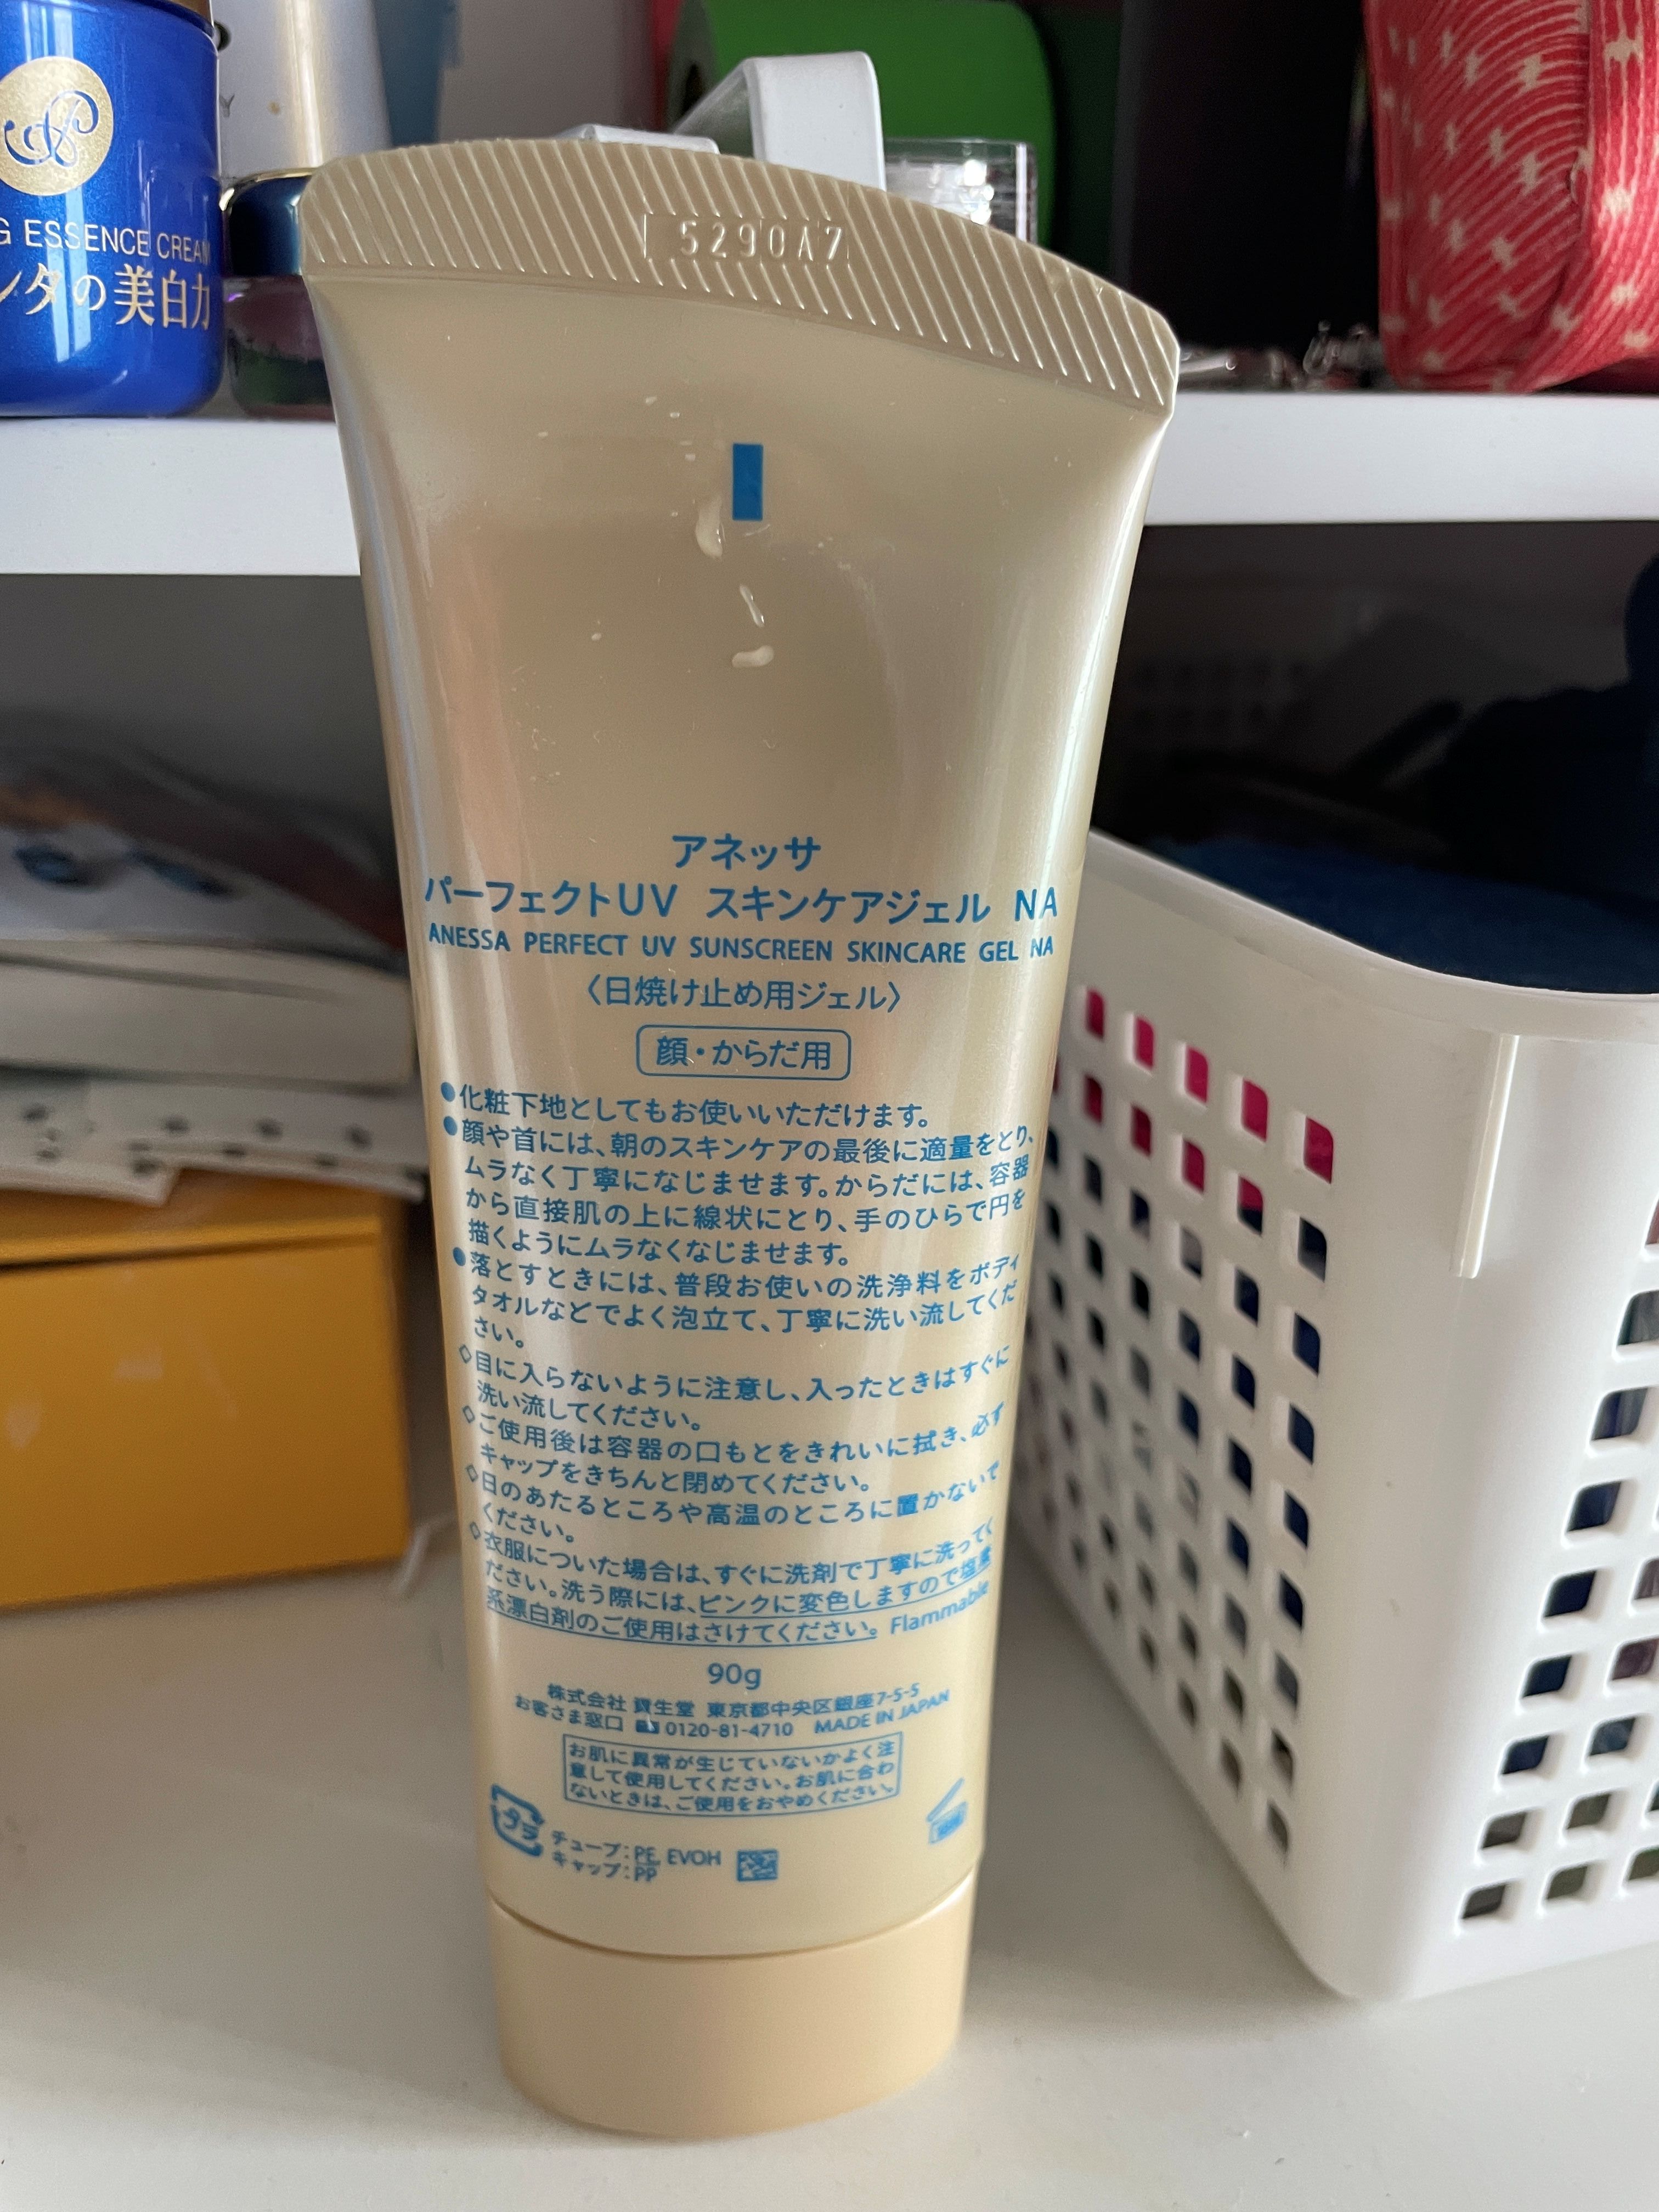 G ESSENCE CREAM
ンタの美白力
5290A7
アネッサ
パーフェクトUV スキンケアジェル NA
ANESSA PERFECT UV SUNSCREEN SKINCARE GEL NA
〈日焼け止め用ジェル〉
顔・からだ用
●化粧下地としてもお使いいただけます。
●顔や首には、朝のスキンケアの最後に適量をとり、
ムラなく丁寧になじませます。からだには、容器
から直接肌の上に線状にとり、手のひらで円を
描くようにムラなくなじませます。
●落とすときには、普段お使いの洗浄料をボディ
タオルなどでよく泡立て、丁寧に洗い流してくだ
さい。
◇目に入らないように注意し、入ったときはすぐに
洗い流してください。
◇ご使用後は容器の口もとをきれいに拭き、必ず
キャップをきちんと閉めてください。
◇日のあたるところや高温のところに置かないで
ください。
◇衣服についた場合は、すぐに洗剤で丁寧に洗ってく
ださい。洗う際には、ピンクに変色しますので塩素
系漂白剤のご使用はさけてください。 Flammable
90g
株式会社 資生堂 東京都中央区銀座7-5-5
お客さま窓口 0120-81-4710 MADE IN JAPAN
お肌に異常が生じていないかよく注
意して使用してください。お肌に合わ
ないときは、ご使用をおやめください。
プラ
チューブ:PE, EVOH
キャップ:PP